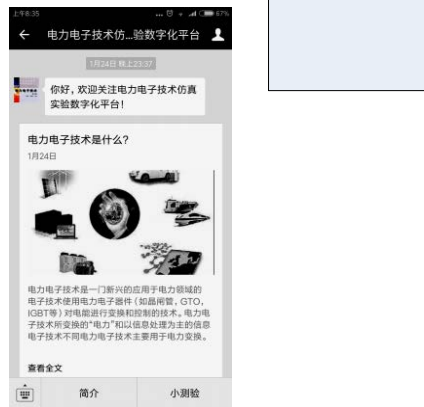 上午8:35
67%
电力电子技术仿...验数字化平台
1月24日 晚上23:37
你好，欢迎关注电力电子技术仿真
实验数字化平台！
电力电子技术是什么？
1月24日
电力电子技术是一门新兴的应用于电力领域的
电子技术使用电力电子器件（如晶闸管，GTO，
IGBT等）对电能进行变换和控制的技术。电力电
子技术所变换的“电力”和以信息处理为主的信息
电子技术不同电力电子技术主要用于电力变换。
查看全文
简介
小测验